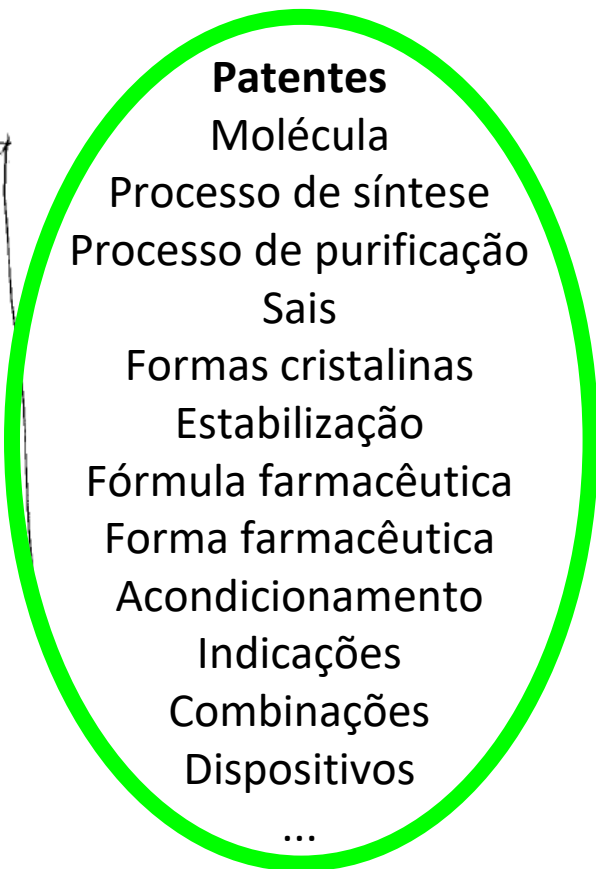 Patentes
Molécula
Processo de síntese
Processo de purificação
Sais
Formas cristalinas
Estabilização
Fórmula farmacêutica
Forma farmacêutica
Acondicionamento
Indicações
Combinações
Dispositivos
...